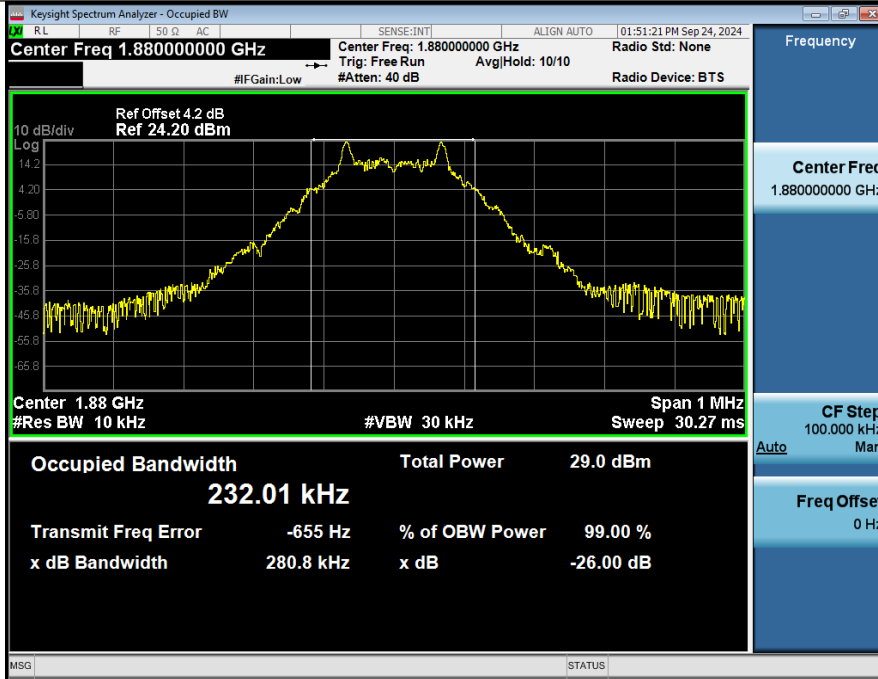 Keysight Spectrum Analyzer - Occupied BW
LXI RL RF 50 Ω AC SENSE:INT ALIGN AUTO 01:51:21 PM Sep 24, 2024
Center Freq 1.880000000 GHz
Center Freq: 1.880000000 GHz Radio Std: None
Trig: Free Run Avg|Hold: 10/10
#IFGain:Low #Atten: 40 dB Radio Device: BTS
Ref Offset 4.2 dB
10 dB/div Ref 24.20 dBm
Log
14.2
4.20
-5.80
-15.8
-25.8
-35.8
-45.8
-55.8
-65.8
Center 1.88 GHz Span 1 MHz
#Res BW 10 kHz #VBW 30 kHz Sweep 30.27 ms
Occupied Bandwidth Total Power 29.0 dBm
232.01 kHz
Transmit Freq Error -655 Hz % of OBW Power 99.00 %
x dB Bandwidth 280.8 kHz x dB -26.00 dB
MSG STATUS
Frequency
Center Freq
1.880000000 GHz
CF Step
100.000 kHz
Auto Man
Freq Offset
0 Hz